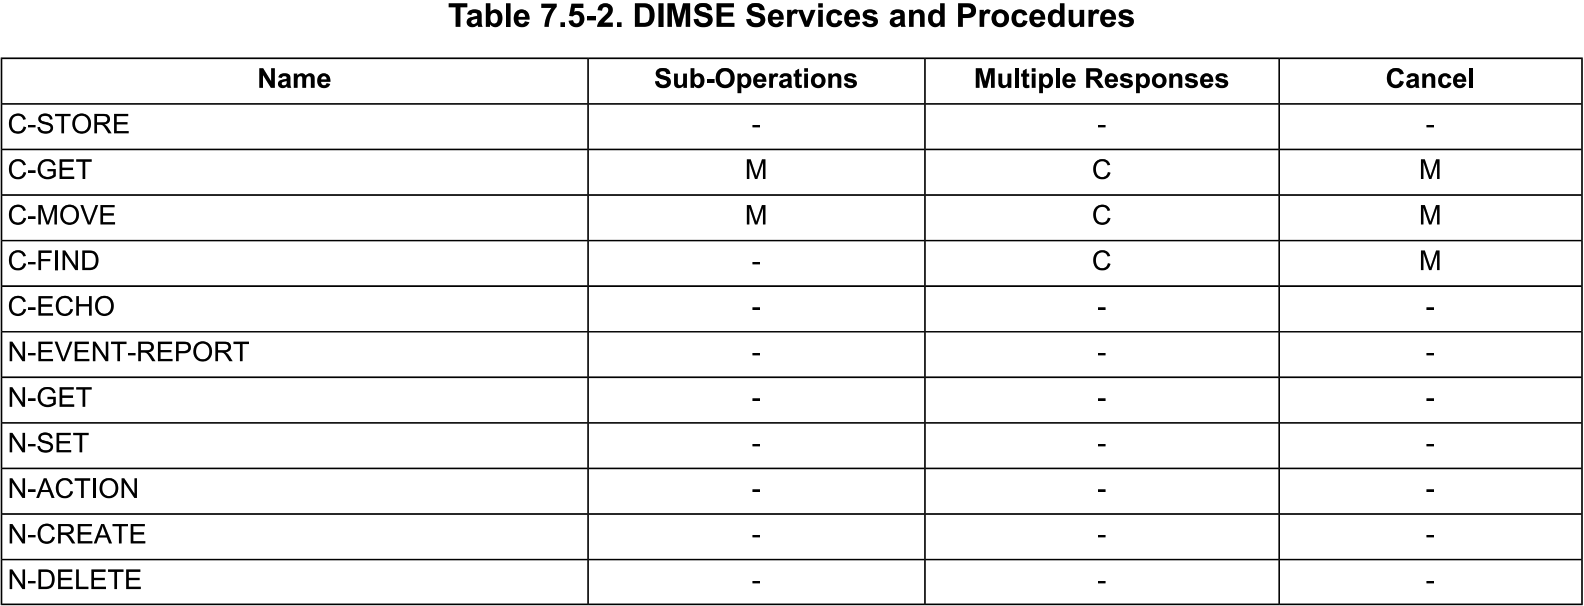 Table 7.5-2. DIMSE Services and Procedures
Name Sub-Operations Multiple Responses Cancel
C-STORE - - -
C-GET M C M
C-MOVE M C M
C-FIND - C M
C-ECHO - - -
N-EVENT-REPORT - - -
N-GET - - -
N-SET - - -
N-ACTION - - -
N-CREATE - - -
N-DELETE - - -